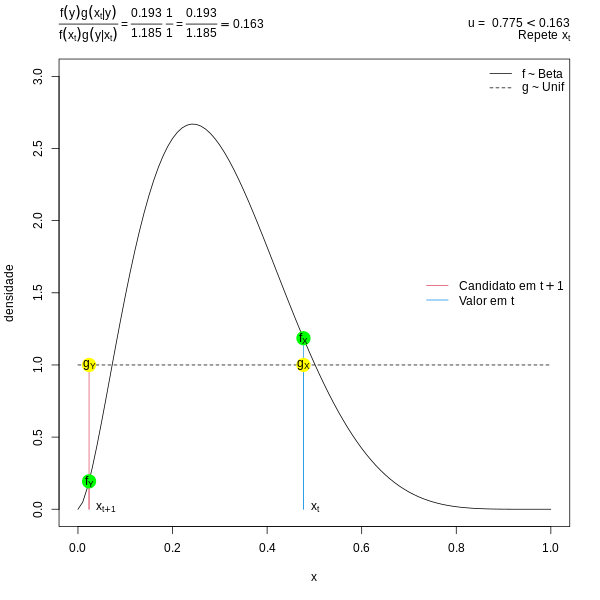 f(y)g(xₜ|y) / f(xₜ)g(y|xₜ) = 0.193/1.185 1/1 = 0.193/1.185 = 0.163
u = 0.775 < 0.163
Repete xₜ
f ~ Beta
g ~ Unif
Candidato em t + 1
Valor em t
fX
gY
gX
fY
xₜ₊₁
xₜ
densidade
3.0
2.5
2.0
1.5
1.0
0.5
0.0
0.0 0.2 0.4 0.6 0.8 1.0
x